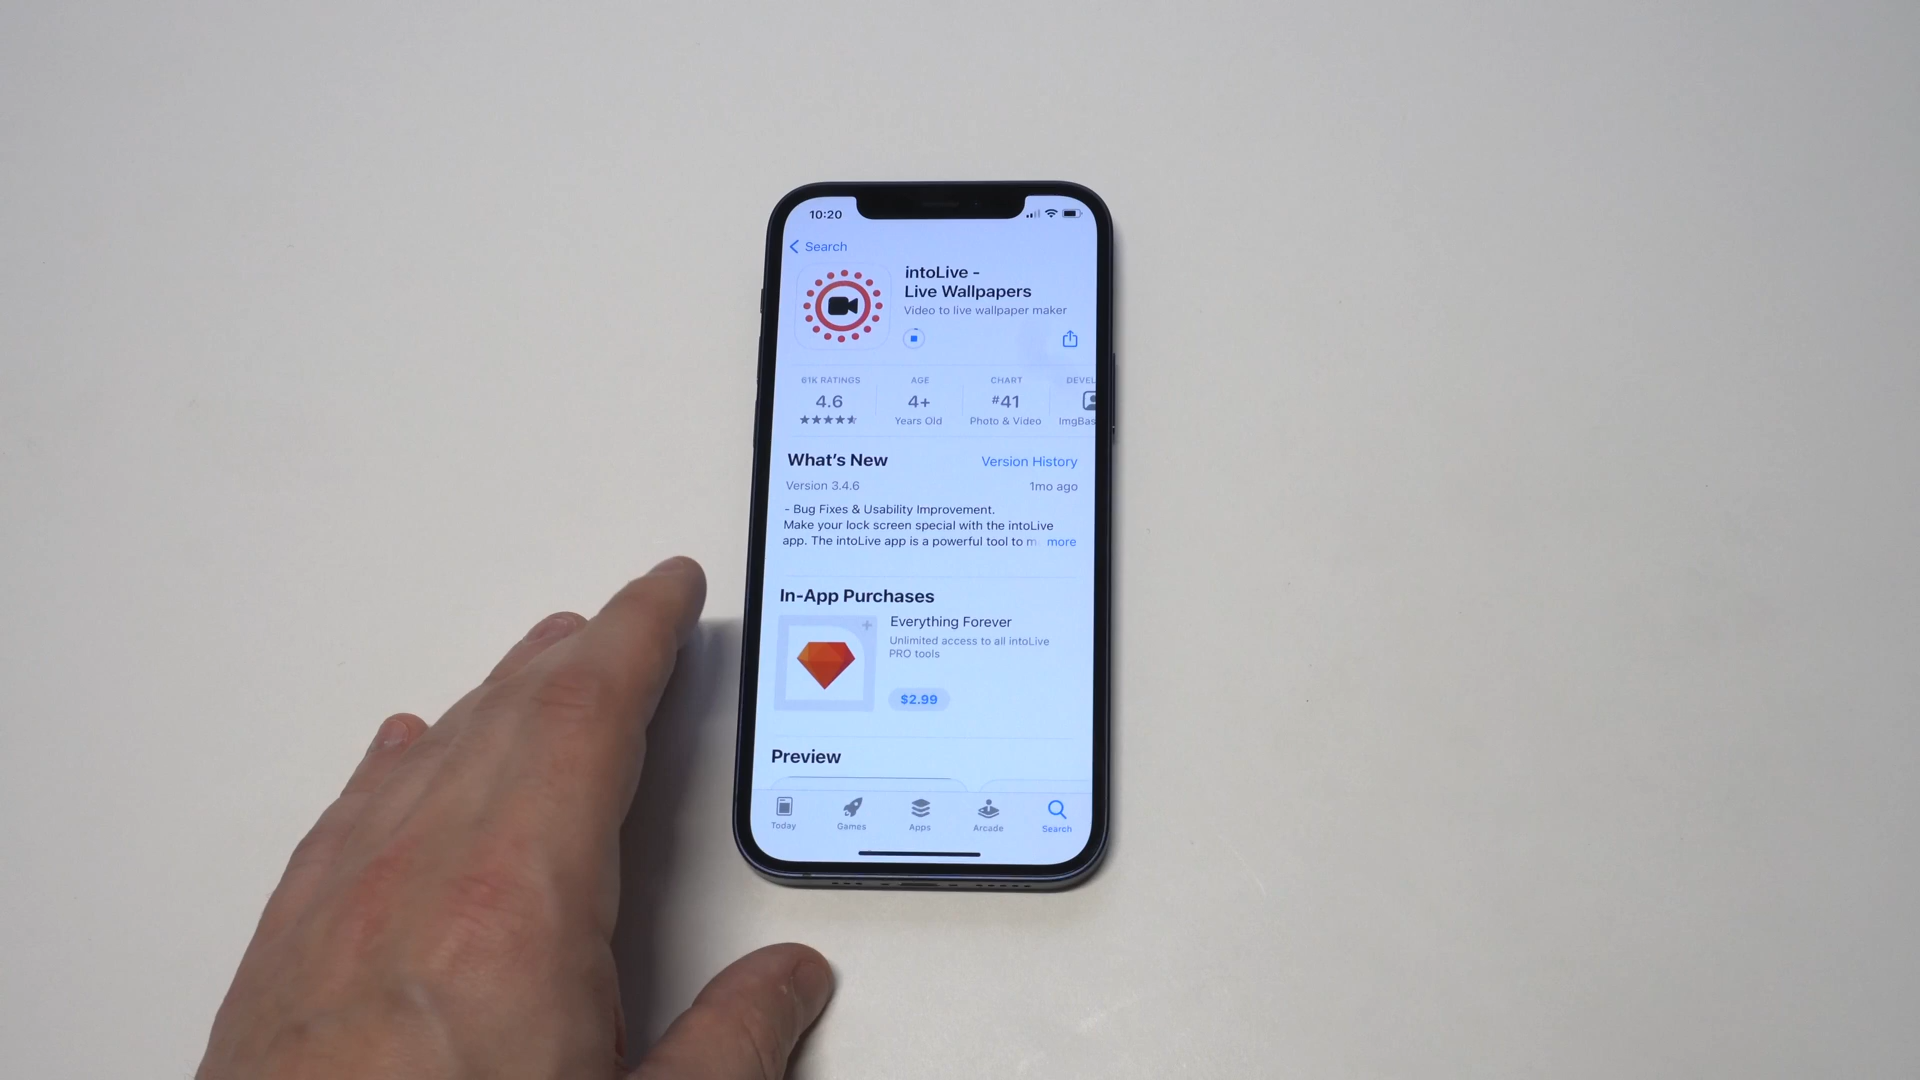 10:20
Search
intoLive -
Live Wallpapers
Video to live wallpaper maker
61K RATINGS
4.6
AGE
4+
Years Old
CHART
#41
Photo & Video
DEVEL
ImgBas
What's New
Version History
Version 3.4.6
1mo ago
- Bug Fixes & Usability Improvement.
Make your lock screen special with the intoLive
app. The intoLive app is a powerful tool to m more
In-App Purchases
Everything Forever
Unlimited access to all intoLive
PRO tools
$2.99
Preview
Today
Games
Apps
Arcade
Search